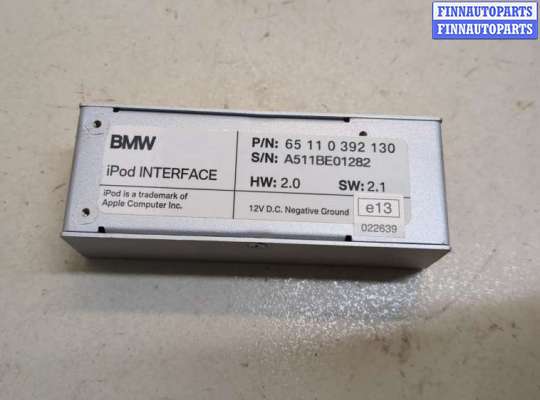 FINNAUTOPARTS
FINNAUTOPARTS
BMW
iPod INTERFACE
iPod is a trademark of
Apple Computer Inc.
P/N: 65 11 0 392 130
S/N: A511BE01282
HW: 2.0 SW: 2.1
12V D.C. Negative Ground
e13
022639